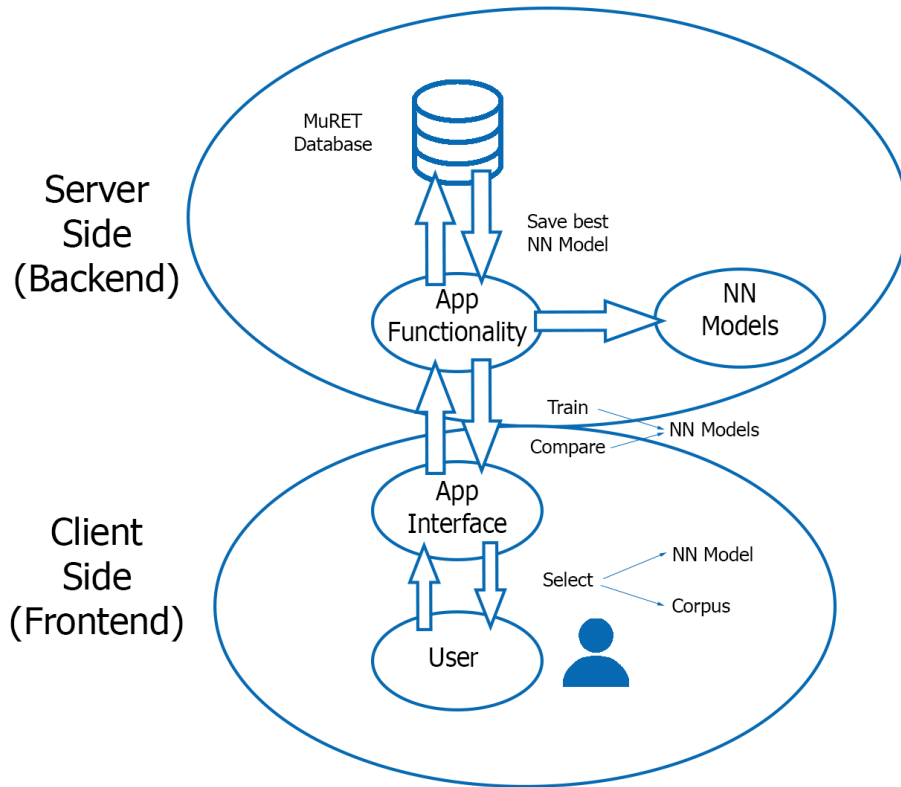 MuRET
Database
Server
Side
(Backend)
Save best
NN Model
App
Functionality
NN
Models
Train
Compare
NN Models
App
Interface
Client
Side
(Frontend)
Select
NN Model
Corpus
User